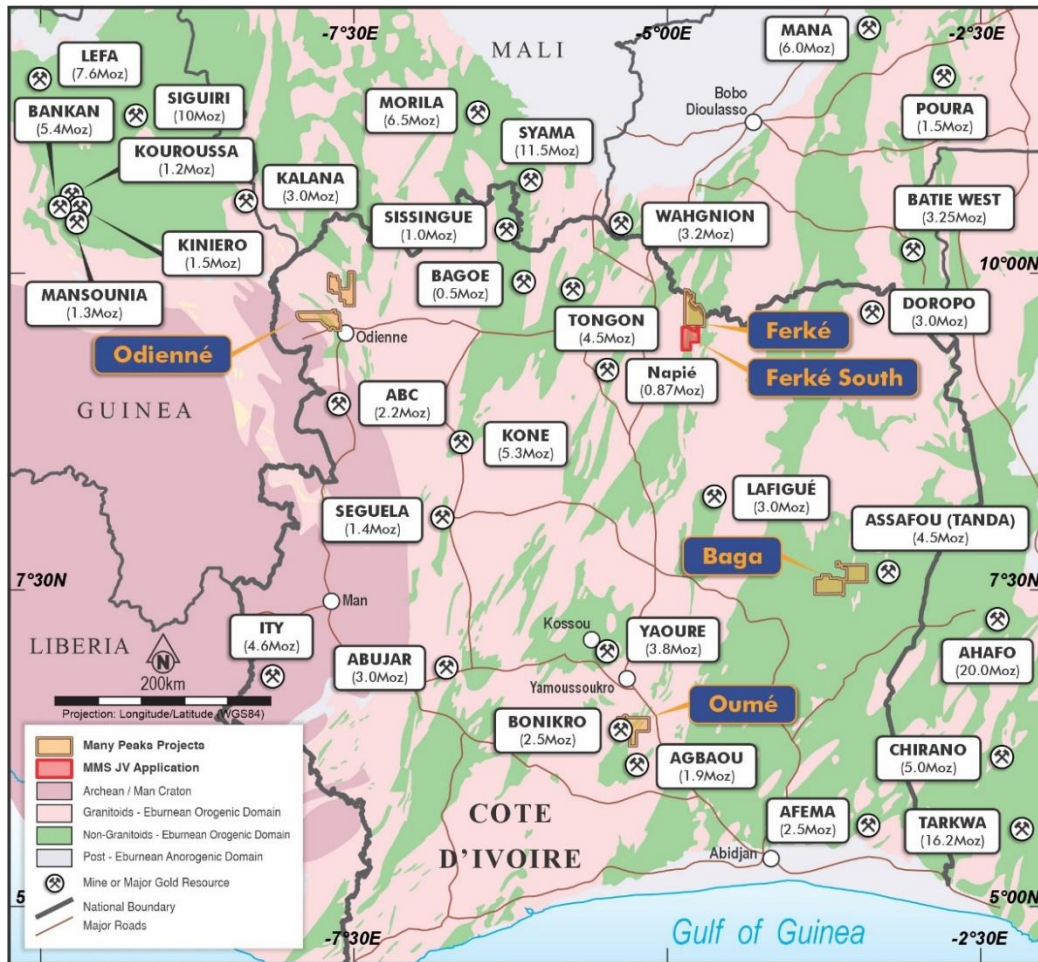 -7°30E
-5°00E
-2°30E
MALI
MANA
(6.0Moz)
LEFA
(7.6Moz)
BANKAN
(5.4Moz)
SIGUIRI
(10Moz)
MORILA
(6.5Moz)
Bobo
Dioulasso
POURA
(1.5Moz)
KOUROUSSA
(1.2Moz)
SYAMA
(11.5Moz)
KALANA
(3.0Moz)
SISSINGUE
(1.0Moz)
WAHGNION
(3.2Moz)
BATIE WEST
(3.25Moz)
KINIERO
(1.5Moz)
BAGOE
(0.5Moz)
10°00N
MANSOUNIA
(1.3Moz)
TONGON
(4.5Moz)
DOROPO
(3.0Moz)
Odienné
Odienne
Ferké
Napié
(0.87Moz)
Ferké South
GUINEA
ABC
(2.2Moz)
KONE
(5.3Moz)
LAFIGUÉ
(3.0Moz)
SEGUELA
(1.4Moz)
ASSAFOU (TANDA)
(4.5Moz)
Baga
7°30N
7°30N
Man
LIBERIA
ITY
(4.6Moz)
Kossou
YAOURE
(3.8Moz)
AHAFO
(20.0Moz)
N
200km
Projection: Longitude/Latitude (WGS84)
ABUJAR
(3.0Moz)
Yamoussoukro
Oumé
BONIKRO
(2.5Moz)
AGBAOU
(1.9Moz)
CHIRANO
(5.0Moz)
COTE
D'IVOIRE
AFEMA
(2.5Moz)
TARKWA
(16.2Moz)
Abidjan
Many Peaks Projects
MMS JV Application
Archean / Man Craton
Granitoids - Eburnean Orogenic Domain
Non-Granitoids - Eburnean Orogenic Domain
Post - Eburnean Anorogenic Domain
Mine or Major Gold Resource
National Boundary
Major Roads
5
5°00N
Gulf of Guinea
-7°30E
-2°30E